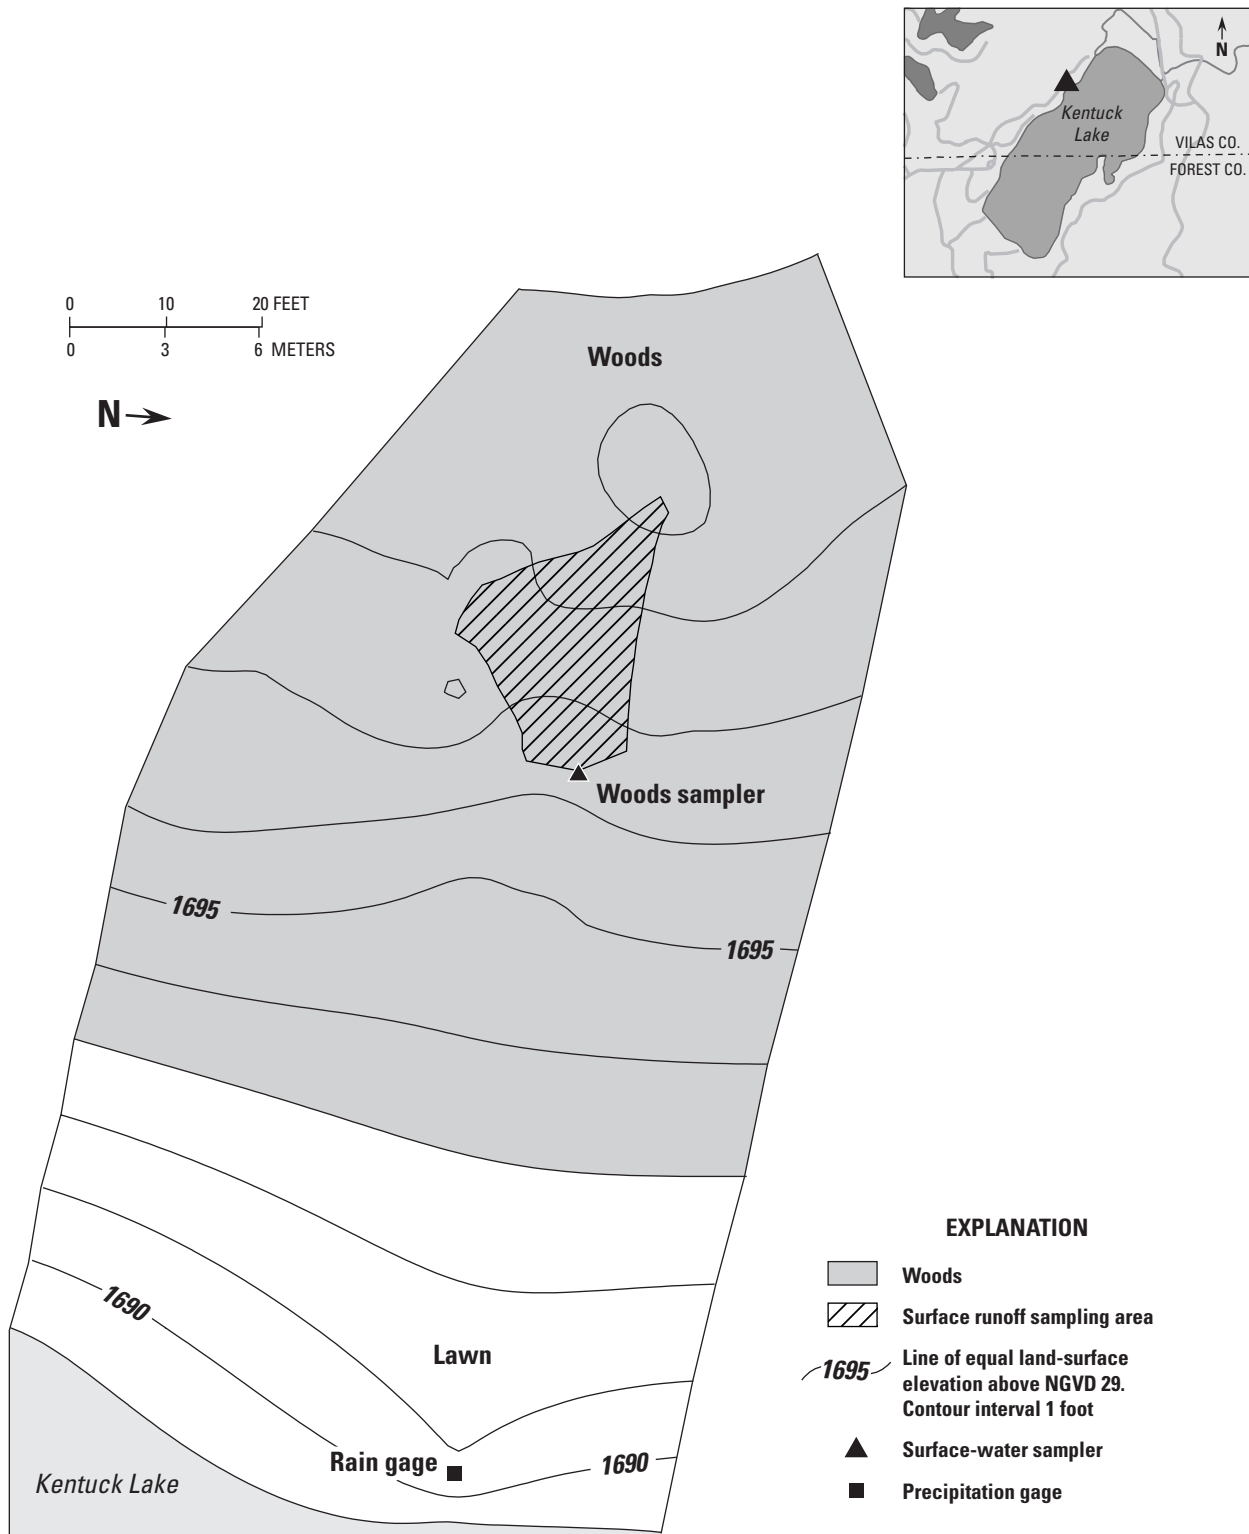 N
Kentuck
Lake
VILAS CO.
FOREST CO.
0 10 20 FEET
0 3 6 METERS
N
Woods
Woods sampler
1695
1695
1690
Lawn
Rain gage
1690
Kentuck Lake
EXPLANATION
Woods
Surface runoff sampling area
1695
Line of equal land-surface
elevation above NGVD 29.
Contour interval 1 foot
Surface-water sampler
Precipitation gage